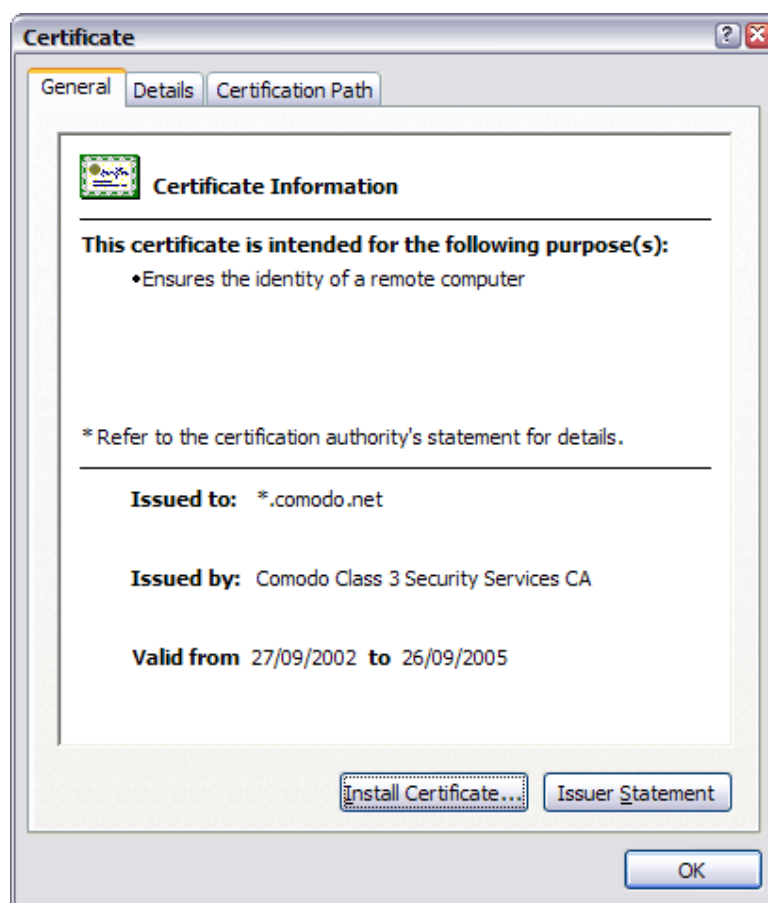 Certificate
General Details Certification Path
Certificate Information
This certificate is intended for the following purpose(s):
•Ensures the identity of a remote computer
* Refer to the certification authority's statement for details.
Issued to: *.comodo.net
Issued by: Comodo Class 3 Security Services CA
Valid from 27/09/2002 to 26/09/2005
Install Certificate... Issuer Statement
OK